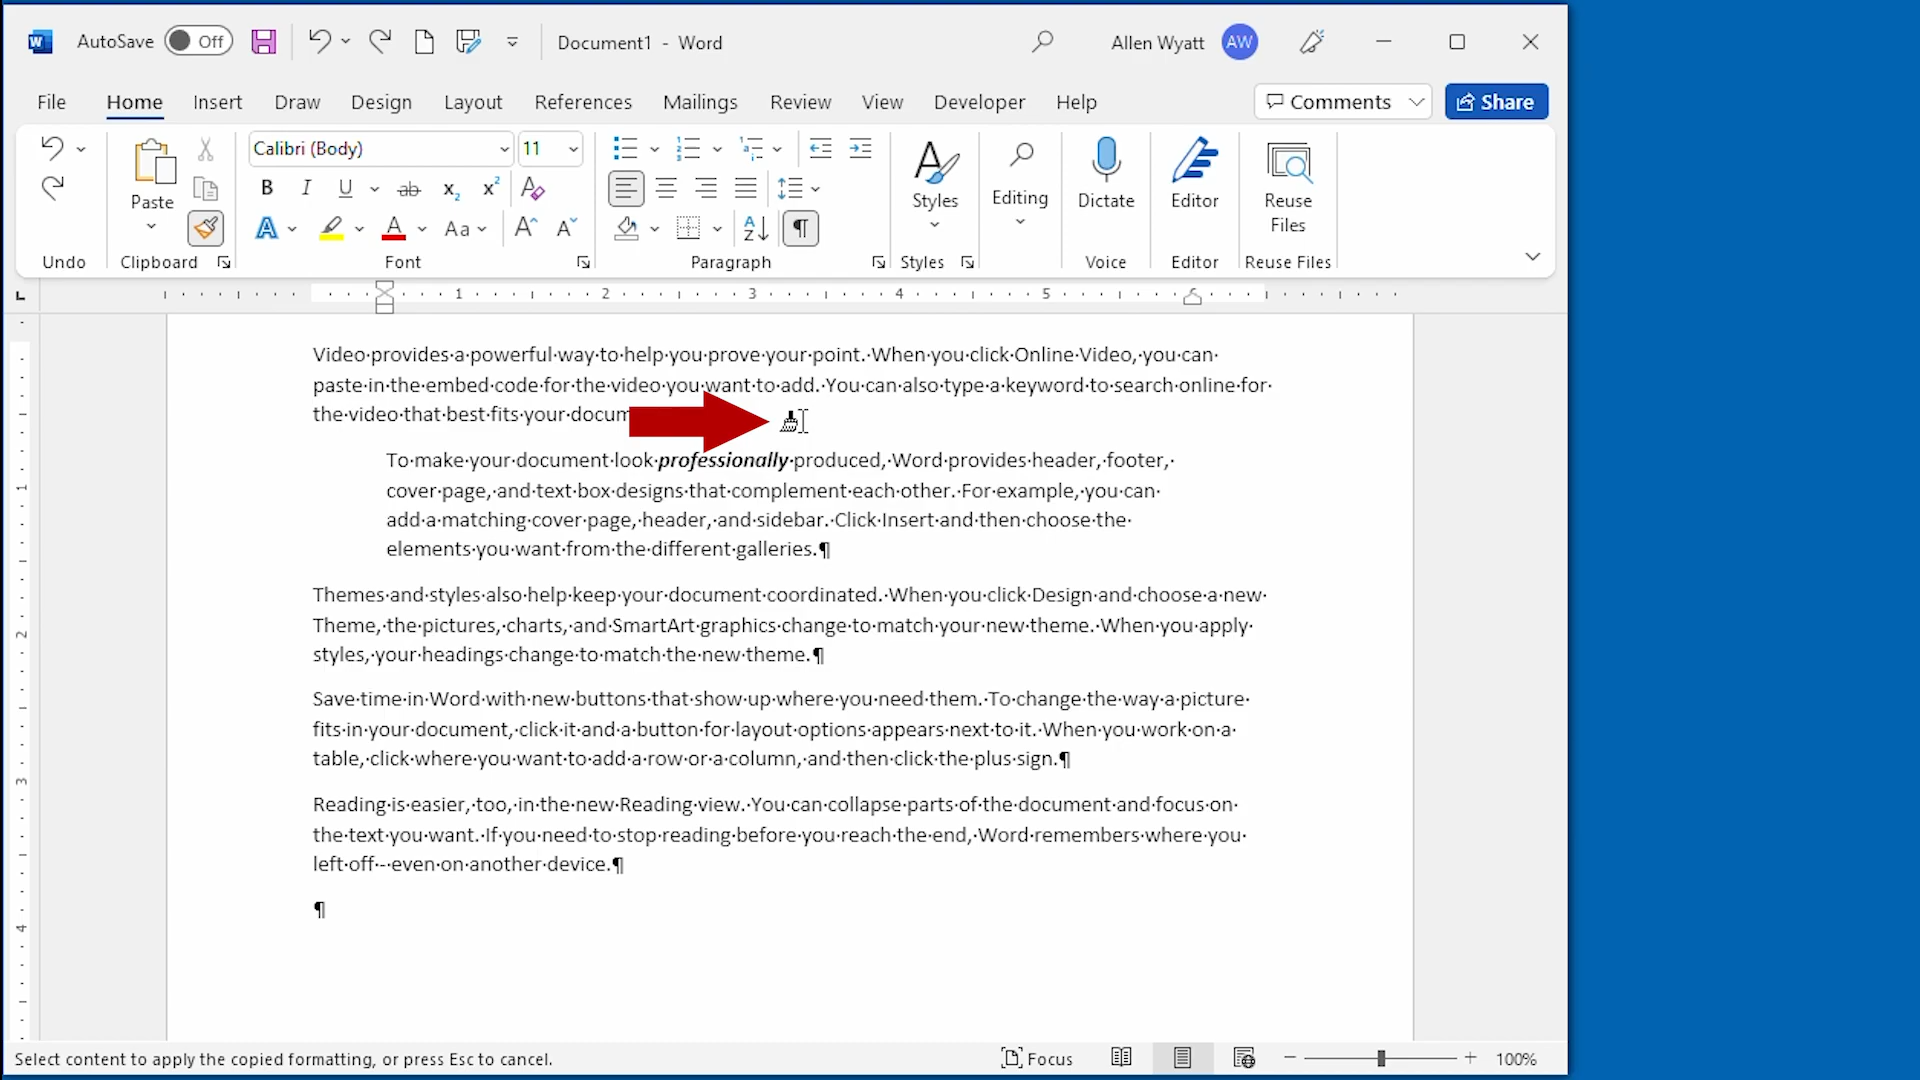 AutoSave Off Document1 - Word Allen Wyatt AW
File Home Insert Draw Design Layout References Mailings Review View Developer Help Comments Share
Calibri (Body) 11
Paste Styles Editing Dictate Editor Reuse Files
Undo Clipboard Font Paragraph Styles Voice Editor Reuse Files
1 2 3 4 5
Video·provides·a·powerful·way·to·help·you·prove·your·point.·When·you·click·Online·Video,·you·can·
paste·in·the·embed·code·for·the·video·you·want·to·add.·You·can·also·type·a·keyword·to·search·online·for·
the·video·that·best·fits·your·docum
To·make·your·document·look·professionally·produced,·Word·provides·header,·footer,·
cover·page,·and·text·box·designs·that·complement·each·other.·For·example,·you·can·
add·a·matching·cover·page,·header,·and·sidebar.·Click·Insert·and·then·choose·the·
elements·you·want·from·the·different·galleries.¶
Themes·and·styles·also·help·keep·your·document·coordinated.·When·you·click·Design·and·choose·a·new·
Theme,·the·pictures,·charts,·and·SmartArt·graphics·change·to·match·your·new·theme.·When·you·apply·
styles,·your·headings·change·to·match·the·new·theme.¶
Save·time·in·Word·with·new·buttons·that·show·up·where·you·need·them.·To·change·the·way·a·picture·
fits·in·your·document,·click·it·and·a·button·for·layout·options·appears·next·to·it.·When·you·work·on·a·
table,·click·where·you·want·to·add·a·row·or·a·column,·and·then·click·the·plus·sign.¶
Reading·is·easier,·too,·in·the·new·Reading·view.·You·can·collapse·parts·of·the·document·and·focus·on·
the·text·you·want.·If·you·need·to·stop·reading·before·you·reach·the·end,·Word·remembers·where·you·
left·off·-·even·on·another·device.¶
¶
1
2
3
4
Select content to apply the copied formatting, or press Esc to cancel. Focus 100%